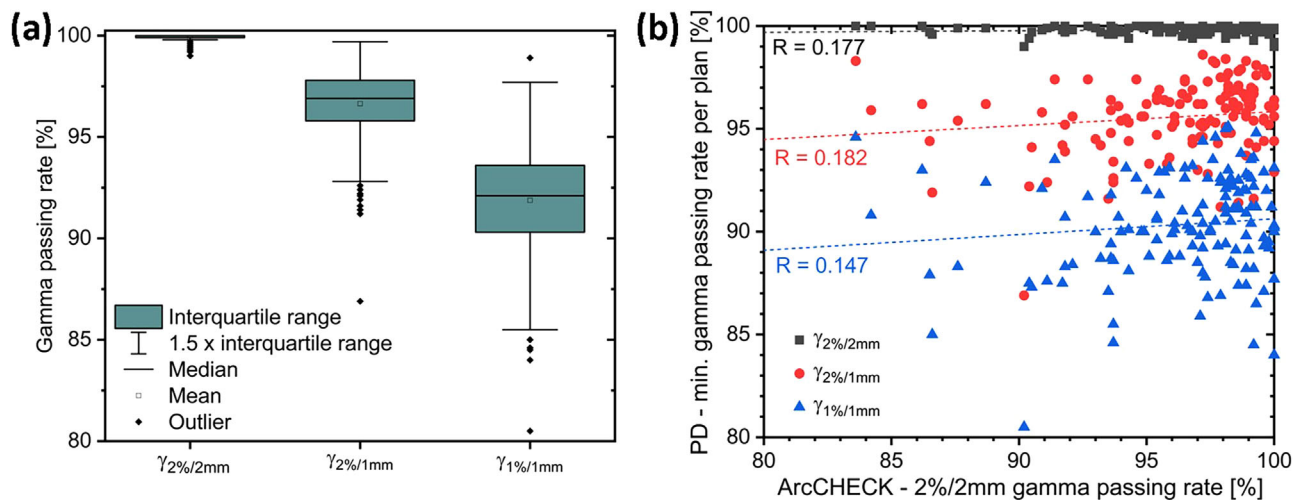 (a)
Gamma passing rate [%]
100
95
90
85
80
Interquartile range
1.5 x interquartile range
Median
Mean
Outlier
γ2%/2mm
γ2%/1mm
γ1%/1mm
(b)
PD - min. gamma passing rate per plan [%]
100
95
90
85
80
R = 0.177
R = 0.182
R = 0.147
γ2%/2mm
γ2%/1mm
γ1%/1mm
80
85
90
95
100
ArcCHECK - 2%/2mm gamma passing rate [%]